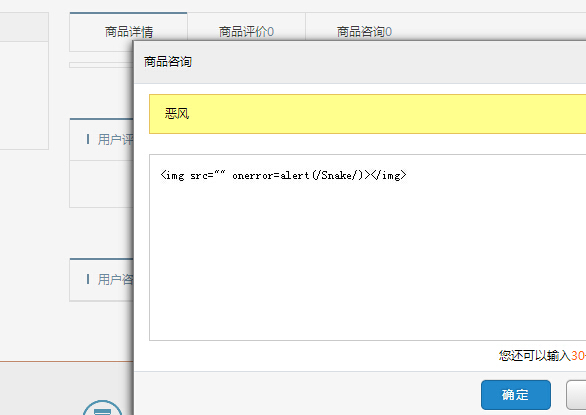 商品详情 商品评价0 商品咨询0
商品咨询
恶风
用户评
<img src="" onerror=alert(/Snake/)></img>
用户咨
您还可以输入30
确定